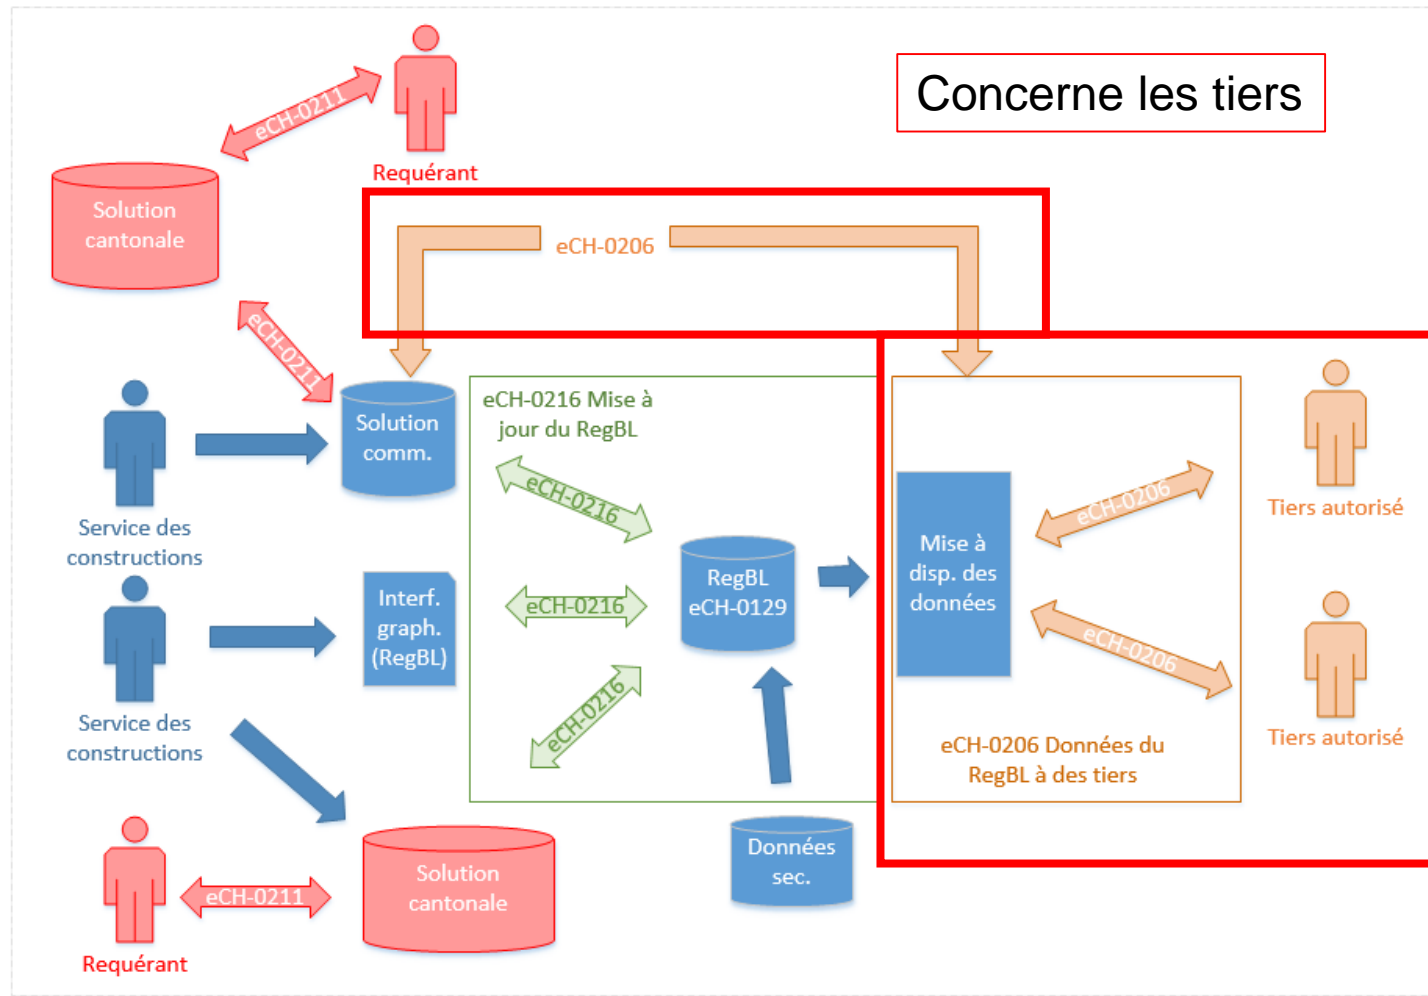 Concerne les tiers
eCH-0211
Requérant
Solution
cantonale
eCH-0206
eCH-0211
Solution
comm.
Service des
constructions
eCH-0216 Mise à
jour du RegBL
eCH-0216
eCH-0216
eCH-0216
Interf.
graph.
(RegBL)
Service des
constructions
RegBL
eCH-0129
Mise à
disp. des
données
eCH-0206
Tiers autorisé
eCH-0206
Tiers autorisé
eCH-0206 Données du
RegBL à des tiers
Données
sec.
Solution
cantonale
eCH-0211
Requérant